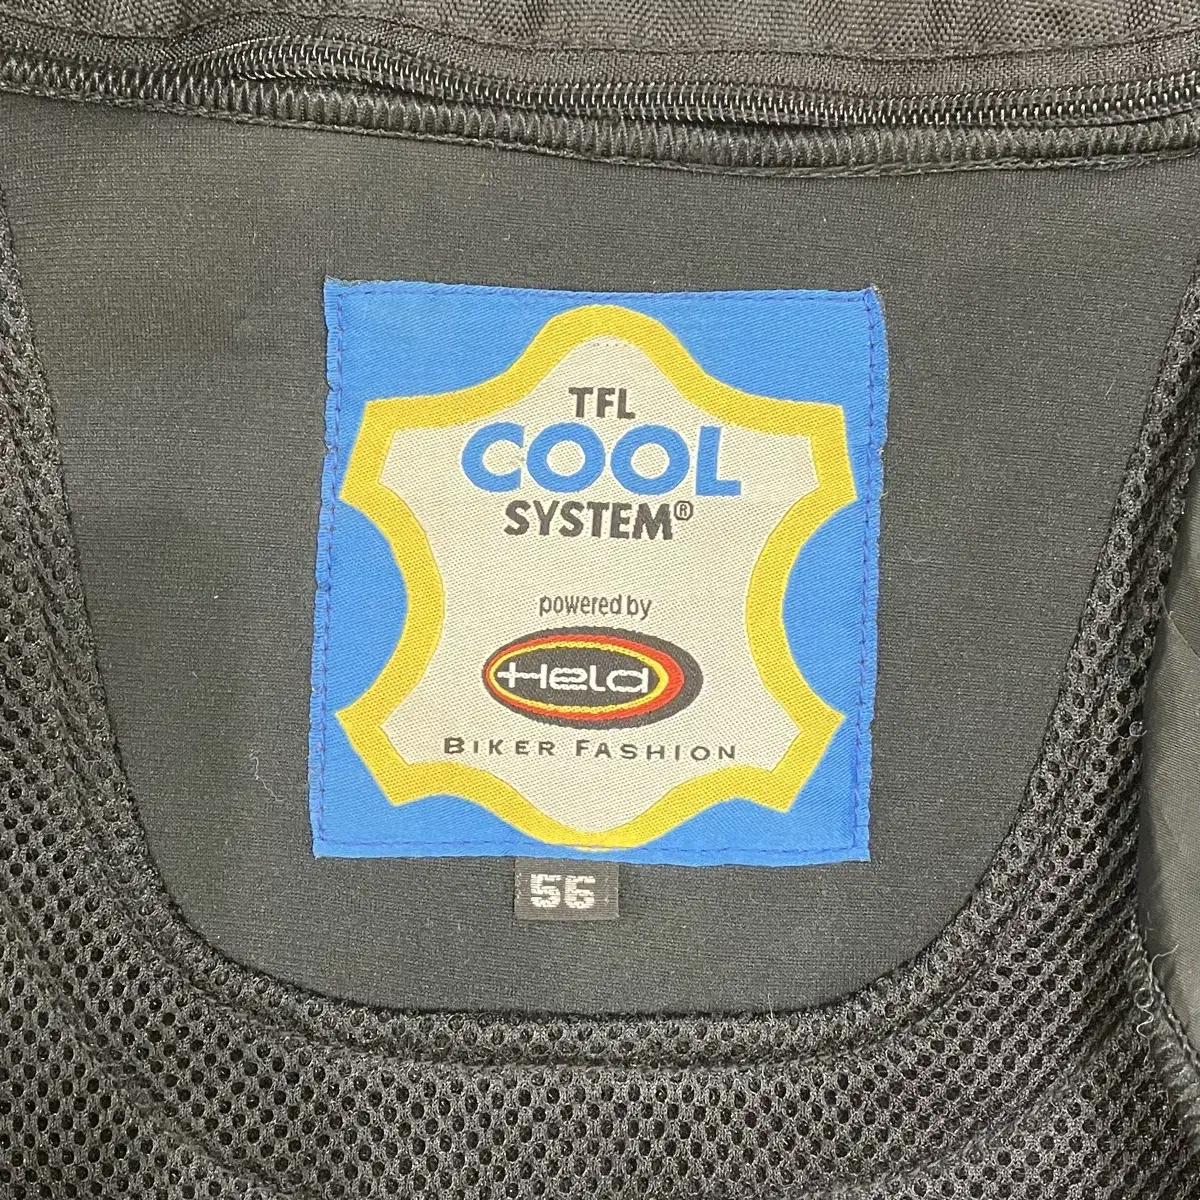 TFL
COOL
SYSTEM®
powered by
Held
BIKER FASHION
56